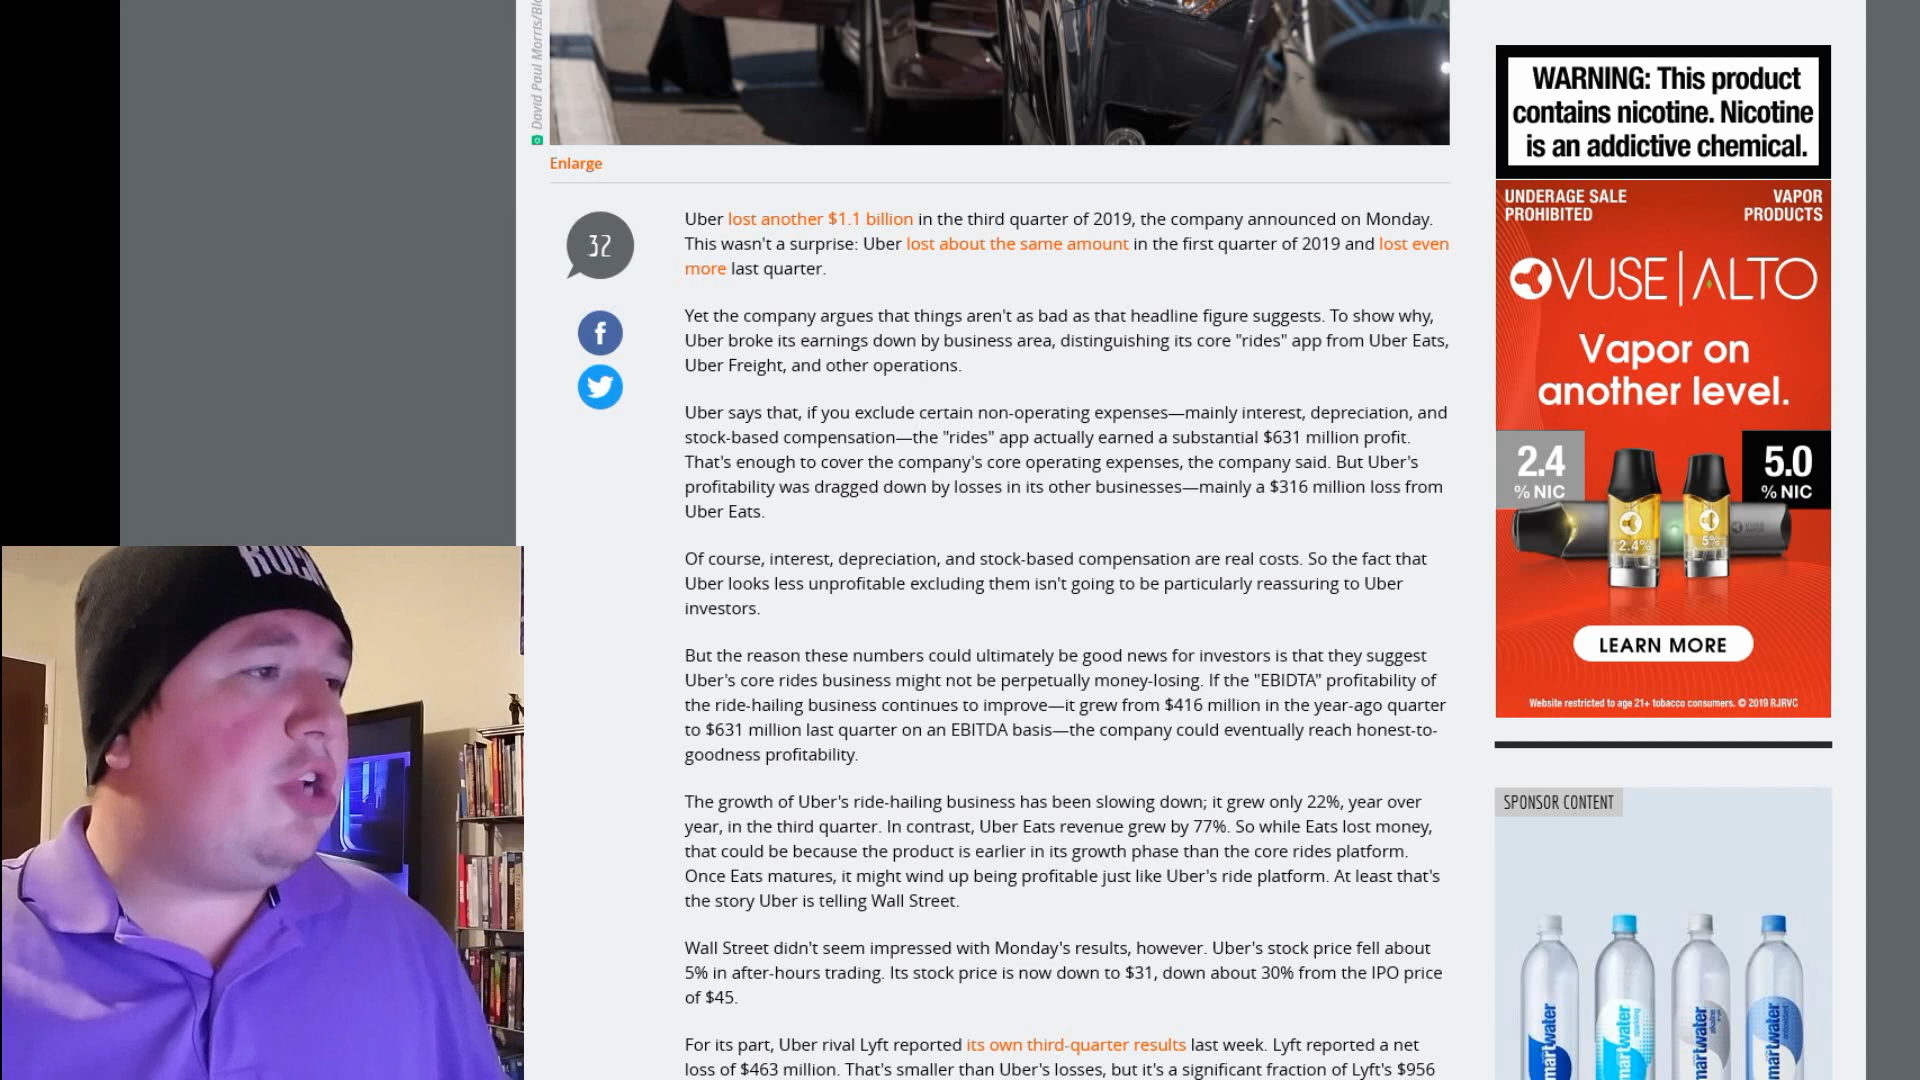 David Paul Morris/Blo
Enlarge
32
Uber lost another $1.1 billion in the third quarter of 2019, the company announced on Monday.
This wasn't a surprise: Uber lost about the same amount in the first quarter of 2019 and lost even
more last quarter.
Yet the company argues that things aren't as bad as that headline figure suggests. To show why,
Uber broke its earnings down by business area, distinguishing its core "rides" app from Uber Eats,
Uber Freight, and other operations.
Uber says that, if you exclude certain non-operating expenses—mainly interest, depreciation, and
stock-based compensation—the "rides" app actually earned a substantial $631 million profit.
That's enough to cover the company's core operating expenses, the company said. But Uber's
profitability was dragged down by losses in its other businesses—mainly a $316 million loss from
Uber Eats.
Of course, interest, depreciation, and stock-based compensation are real costs. So the fact that
Uber looks less unprofitable excluding them isn't going to be particularly reassuring to Uber
investors.
But the reason these numbers could ultimately be good news for investors is that they suggest
Uber's core rides business might not be perpetually money-losing. If the "EBIDTA" profitability of
the ride-hailing business continues to improve—it grew from $416 million in the year-ago quarter
to $631 million last quarter on an EBITDA basis—the company could eventually reach honest-to-
goodness profitability.
The growth of Uber's ride-hailing business has been slowing down; it grew only 22%, year over
year, in the third quarter. In contrast, Uber Eats revenue grew by 77%. So while Eats lost money,
that could be because the product is earlier in its growth phase than the core rides platform.
Once Eats matures, it might wind up being profitable just like Uber's ride platform. At least that's
the story Uber is telling Wall Street.
Wall Street didn't seem impressed with Monday's results, however. Uber's stock price fell about
5% in after-hours trading. Its stock price is now down to $31, down about 30% from the IPO price
of $45.
For its part, Uber rival Lyft reported its own third-quarter results last week. Lyft reported a net
loss of $463 million. That's smaller than Uber's losses, but it's a significant fraction of Lyft's $956
WARNING: This product
contains nicotine. Nicotine
is an addictive chemical.
UNDERAGE SALE
PROHIBITED
VAPOR
PRODUCTS
VUSE|ALTO
Vapor on
another level.
2.4
% NIC
5.0
% NIC
2.4%
5%
LEARN MORE
Website restricted to age 21+ tobacco consumers. © 2019 RJRVC
SPONSOR CONTENT
martwater
martwater
martwater
martwater